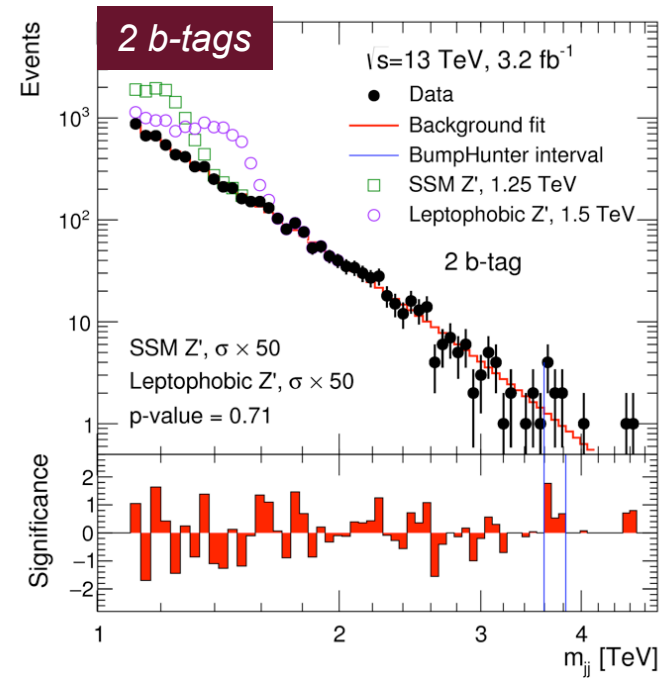 2 b-tags
Events
√s=13 TeV, 3.2 fb⁻¹
Data
Background fit
BumpHunter interval
SSM Z', 1.25 TeV
Leptophobic Z', 1.5 TeV
2 b-tag
SSM Z', σ × 50
Leptophobic Z', σ × 50
p-value = 0.71
10³
10²
10
1
Significance
2
1
0
−1
−2
1 2 3 4
m_jj [TeV]